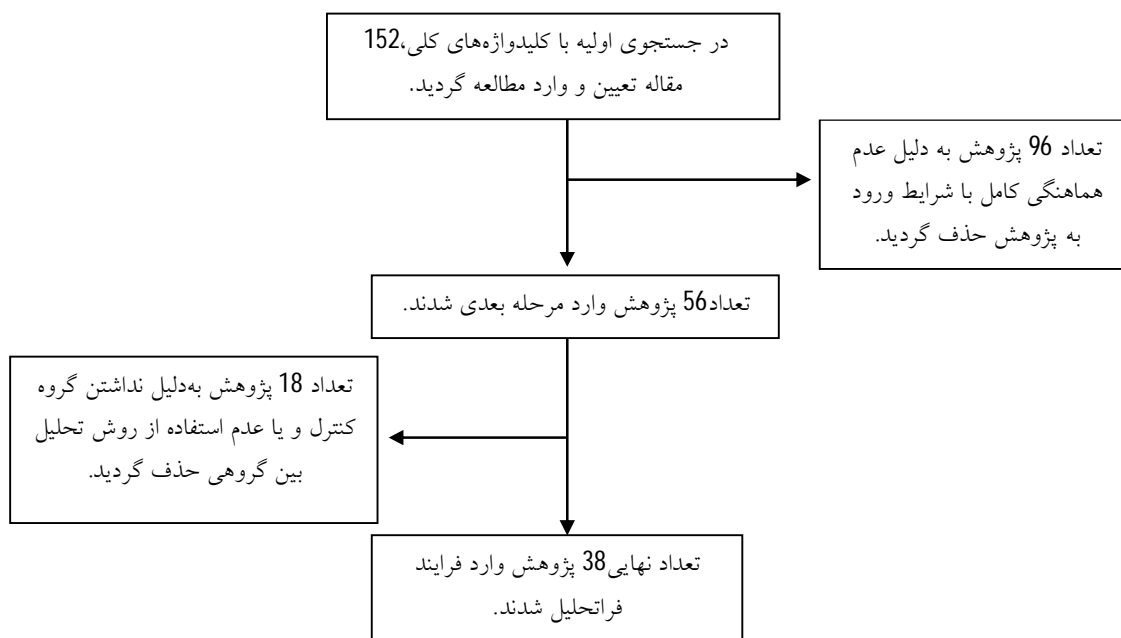 در جستجوی اولیه با کلیدواژه‌های کلی،152
مقاله تعیین و وارد مطالعه گردید.
تعداد 96 پژوهش به دلیل عدم
هماهنگی کامل با شرایط ورود
به پژوهش حذف گردید.
تعداد56 پژوهش وارد مرحله بعدی شدند.
تعداد 18 پژوهش به‌دلیل نداشتن گروه
کنترل و یا عدم استفاده از روش تحلیل
بین گروهی حذف گردید.
تعداد نهایی38 پژوهش وارد فرایند
فراتحلیل شدند.